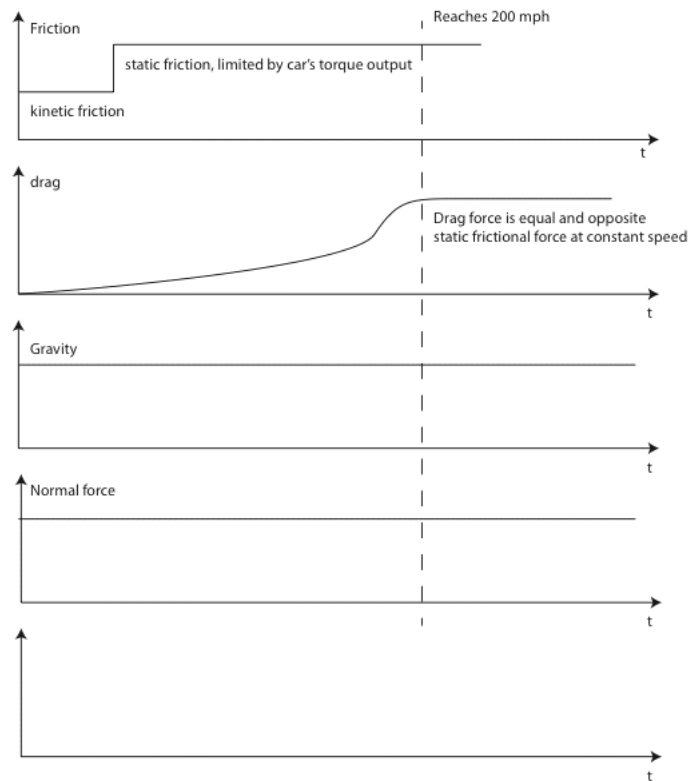 Reaches 200 mph
Friction
static friction, limited by car's torque output
kinetic friction
t
drag
Drag force is equal and opposite
static frictional force at constant speed
t
Gravity
t
Normal force
t
t